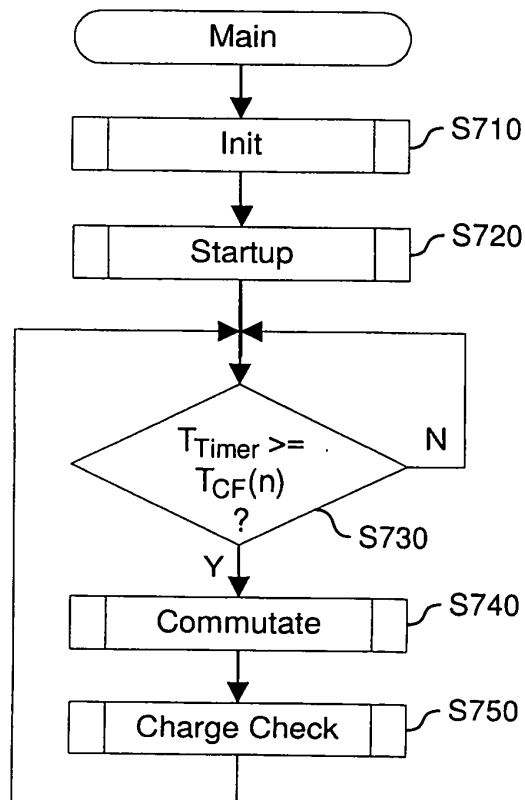 Main
Init
S710
Startup
S720
T_Timer >=
T_CF(n)
?
N
S730
Y
Commutate
S740
Charge Check
S750